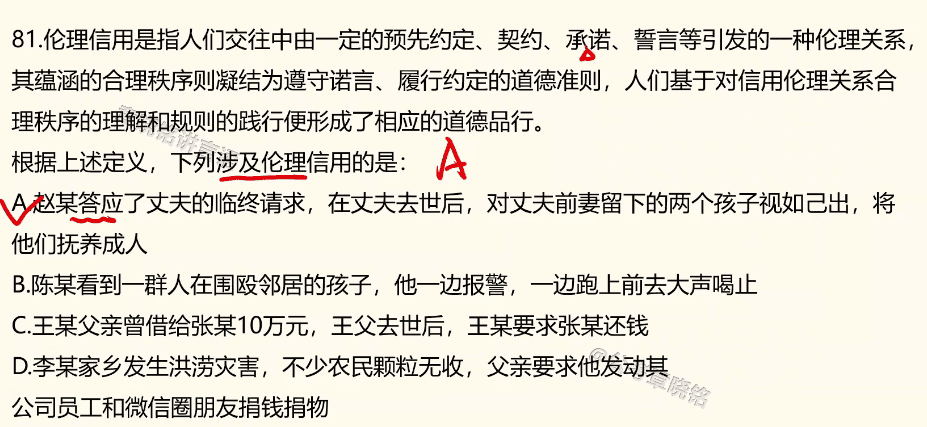 81.伦理信用是指人们交往中由一定的预先约定、契约、承诺、誓言等引发的一种伦理关系，
其蕴涵的合理秩序则凝结为遵守诺言、履行约定的道德准则，人们基于对信用伦理关系合
理秩序的理解和规则的践行便形成了相应的道德品行。
根据上述定义，下列涉及伦理信用的是：
A
A.赵某答应了丈夫的临终请求，在丈夫去世后，对丈夫前妻留下的两个孩子视如己出，将
他们抚养成人
B.陈某看到一群人在围殴邻居的孩子，他一边报警，一边跑上前去大声喝止
C.王某父亲曾借给张某10万元，王父去世后，王某要求张某还钱
D.李某家乡发生洪涝灾害，不少农民颗粒无收，父亲要求他发动其
公司员工和微信圈朋友捐钱捐物